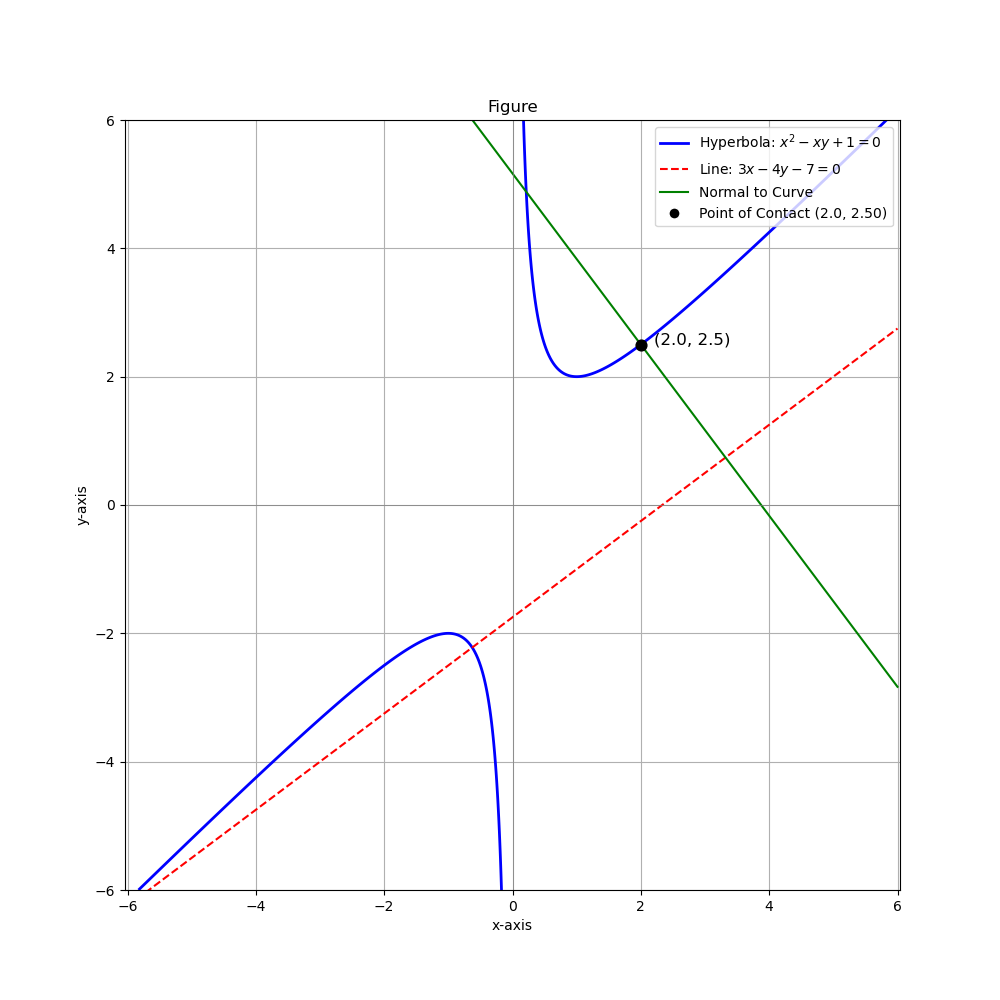 Figure
Hyperbola: $x^2 - xy + 1 = 0$
Line: $3x - 4y - 7 = 0$
Normal to Curve
Point of Contact (2.0, 2.50)
6
4
2
0
−2
−4
−6
(2.0, 2.5)
y-axis
−6 −4 −2 0 2 4 6
x-axis